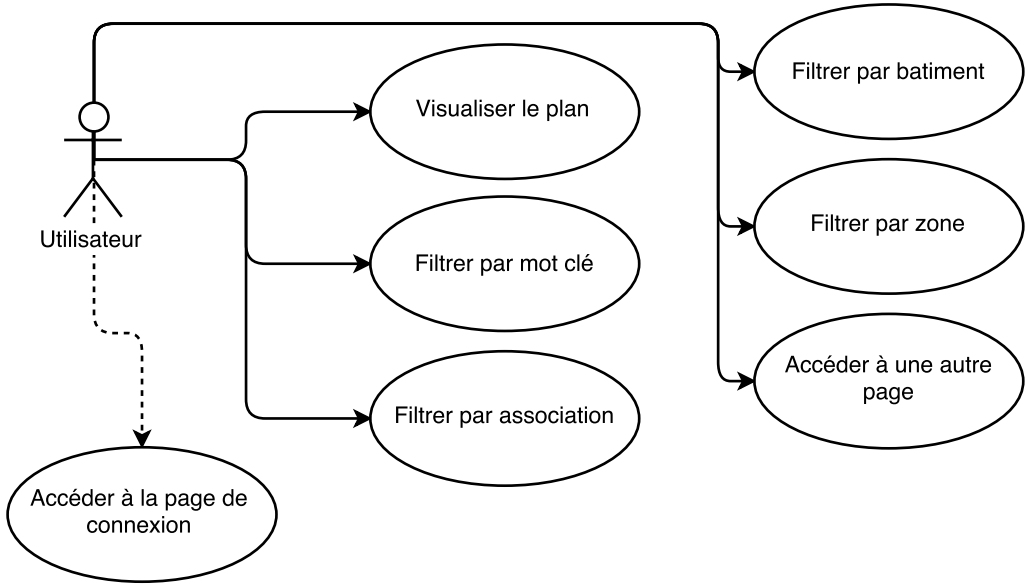 Utilisateur
Visualiser le plan
Filtrer par mot clé
Filtrer par association
Accéder à la page de
connexion
Filtrer par batiment
Filtrer par zone
Accéder à une autre
page